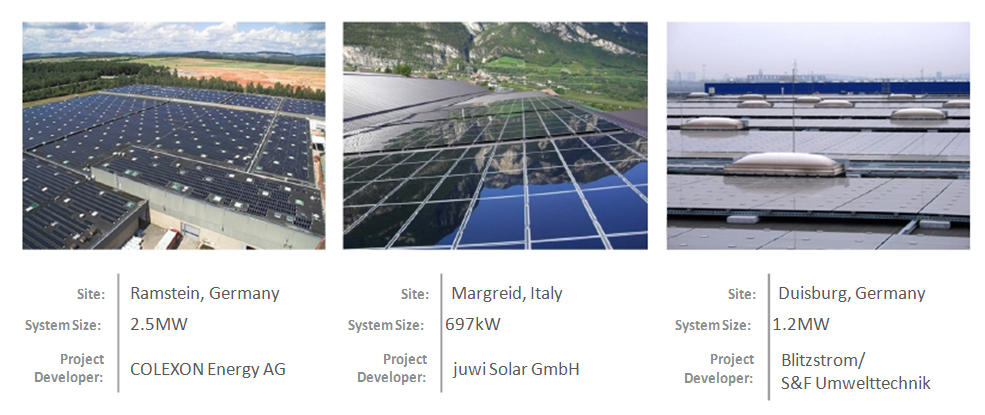 Site: Ramstein, Germany
System Size: 2.5MW
Project
Developer: COLEXON Energy AG
Site: Margreid, Italy
System Size: 697kW
Project
Developer: juwi Solar GmbH
Site: Duisburg, Germany
System Size: 1.2MW
Project
Developer: Blitzstrom/
S&F Umwelttechnik